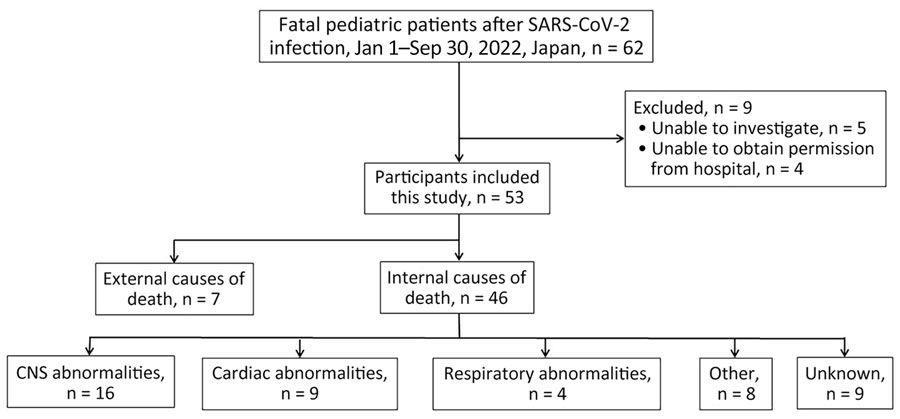 Fatal pediatric patients after SARS-CoV-2
infection, Jan 1–Sep 30, 2022, Japan, n = 62
Excluded, n = 9
• Unable to investigate, n = 5
• Unable to obtain permission
from hospital, n = 4
Participants included
this study, n = 53
External causes of
death, n = 7
Internal causes of
death, n = 46
CNS abnormalities,
n = 16
Cardiac abnormalities,
n = 9
Respiratory abnormalities,
n = 4
Other,
n = 8
Unknown,
n = 9